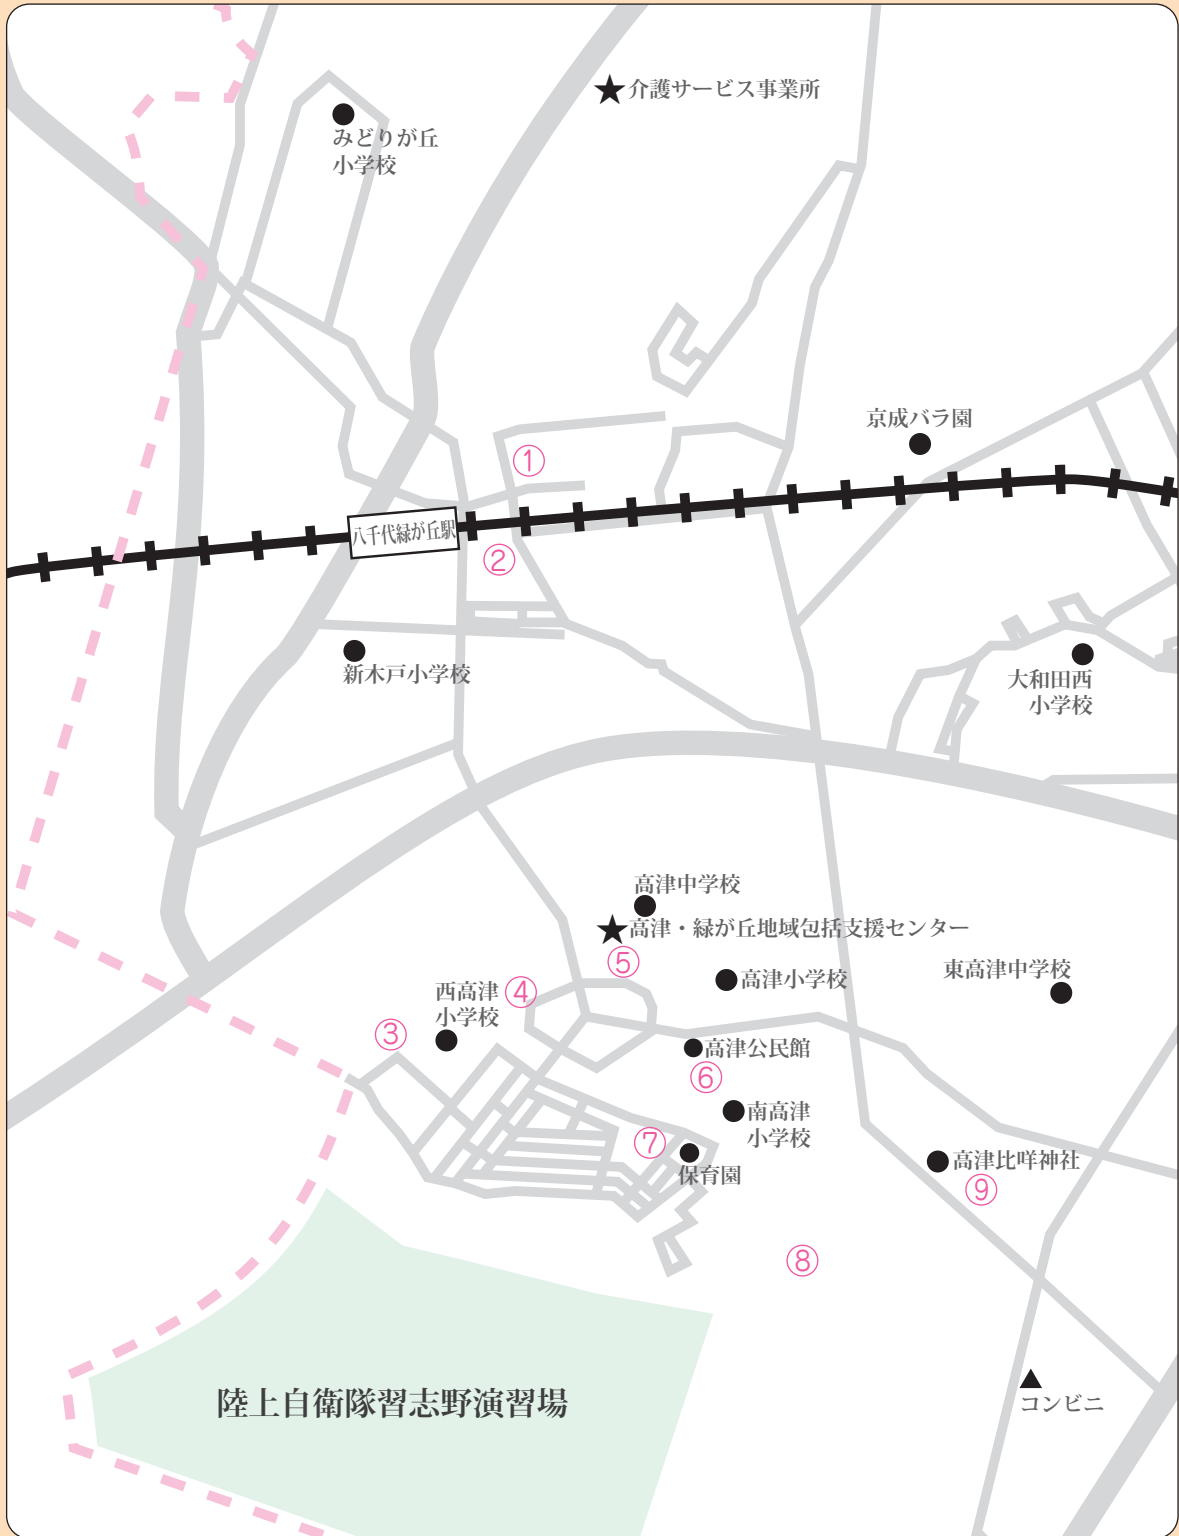 介護サービス事業所
みどりが丘
小学校
京成バラ園
①
八千代緑が丘駅
②
新木戸小学校
大和田西
小学校
高津中学校
高津・緑が丘地域包括支援センター
⑤
高津小学校
東高津中学校
西高津
小学校
④
③
高津公民館
⑥
南高津
小学校
⑦
保育園
高津比咩神社
⑨
⑧
陸上自衛隊習志野演習場
コンビニ